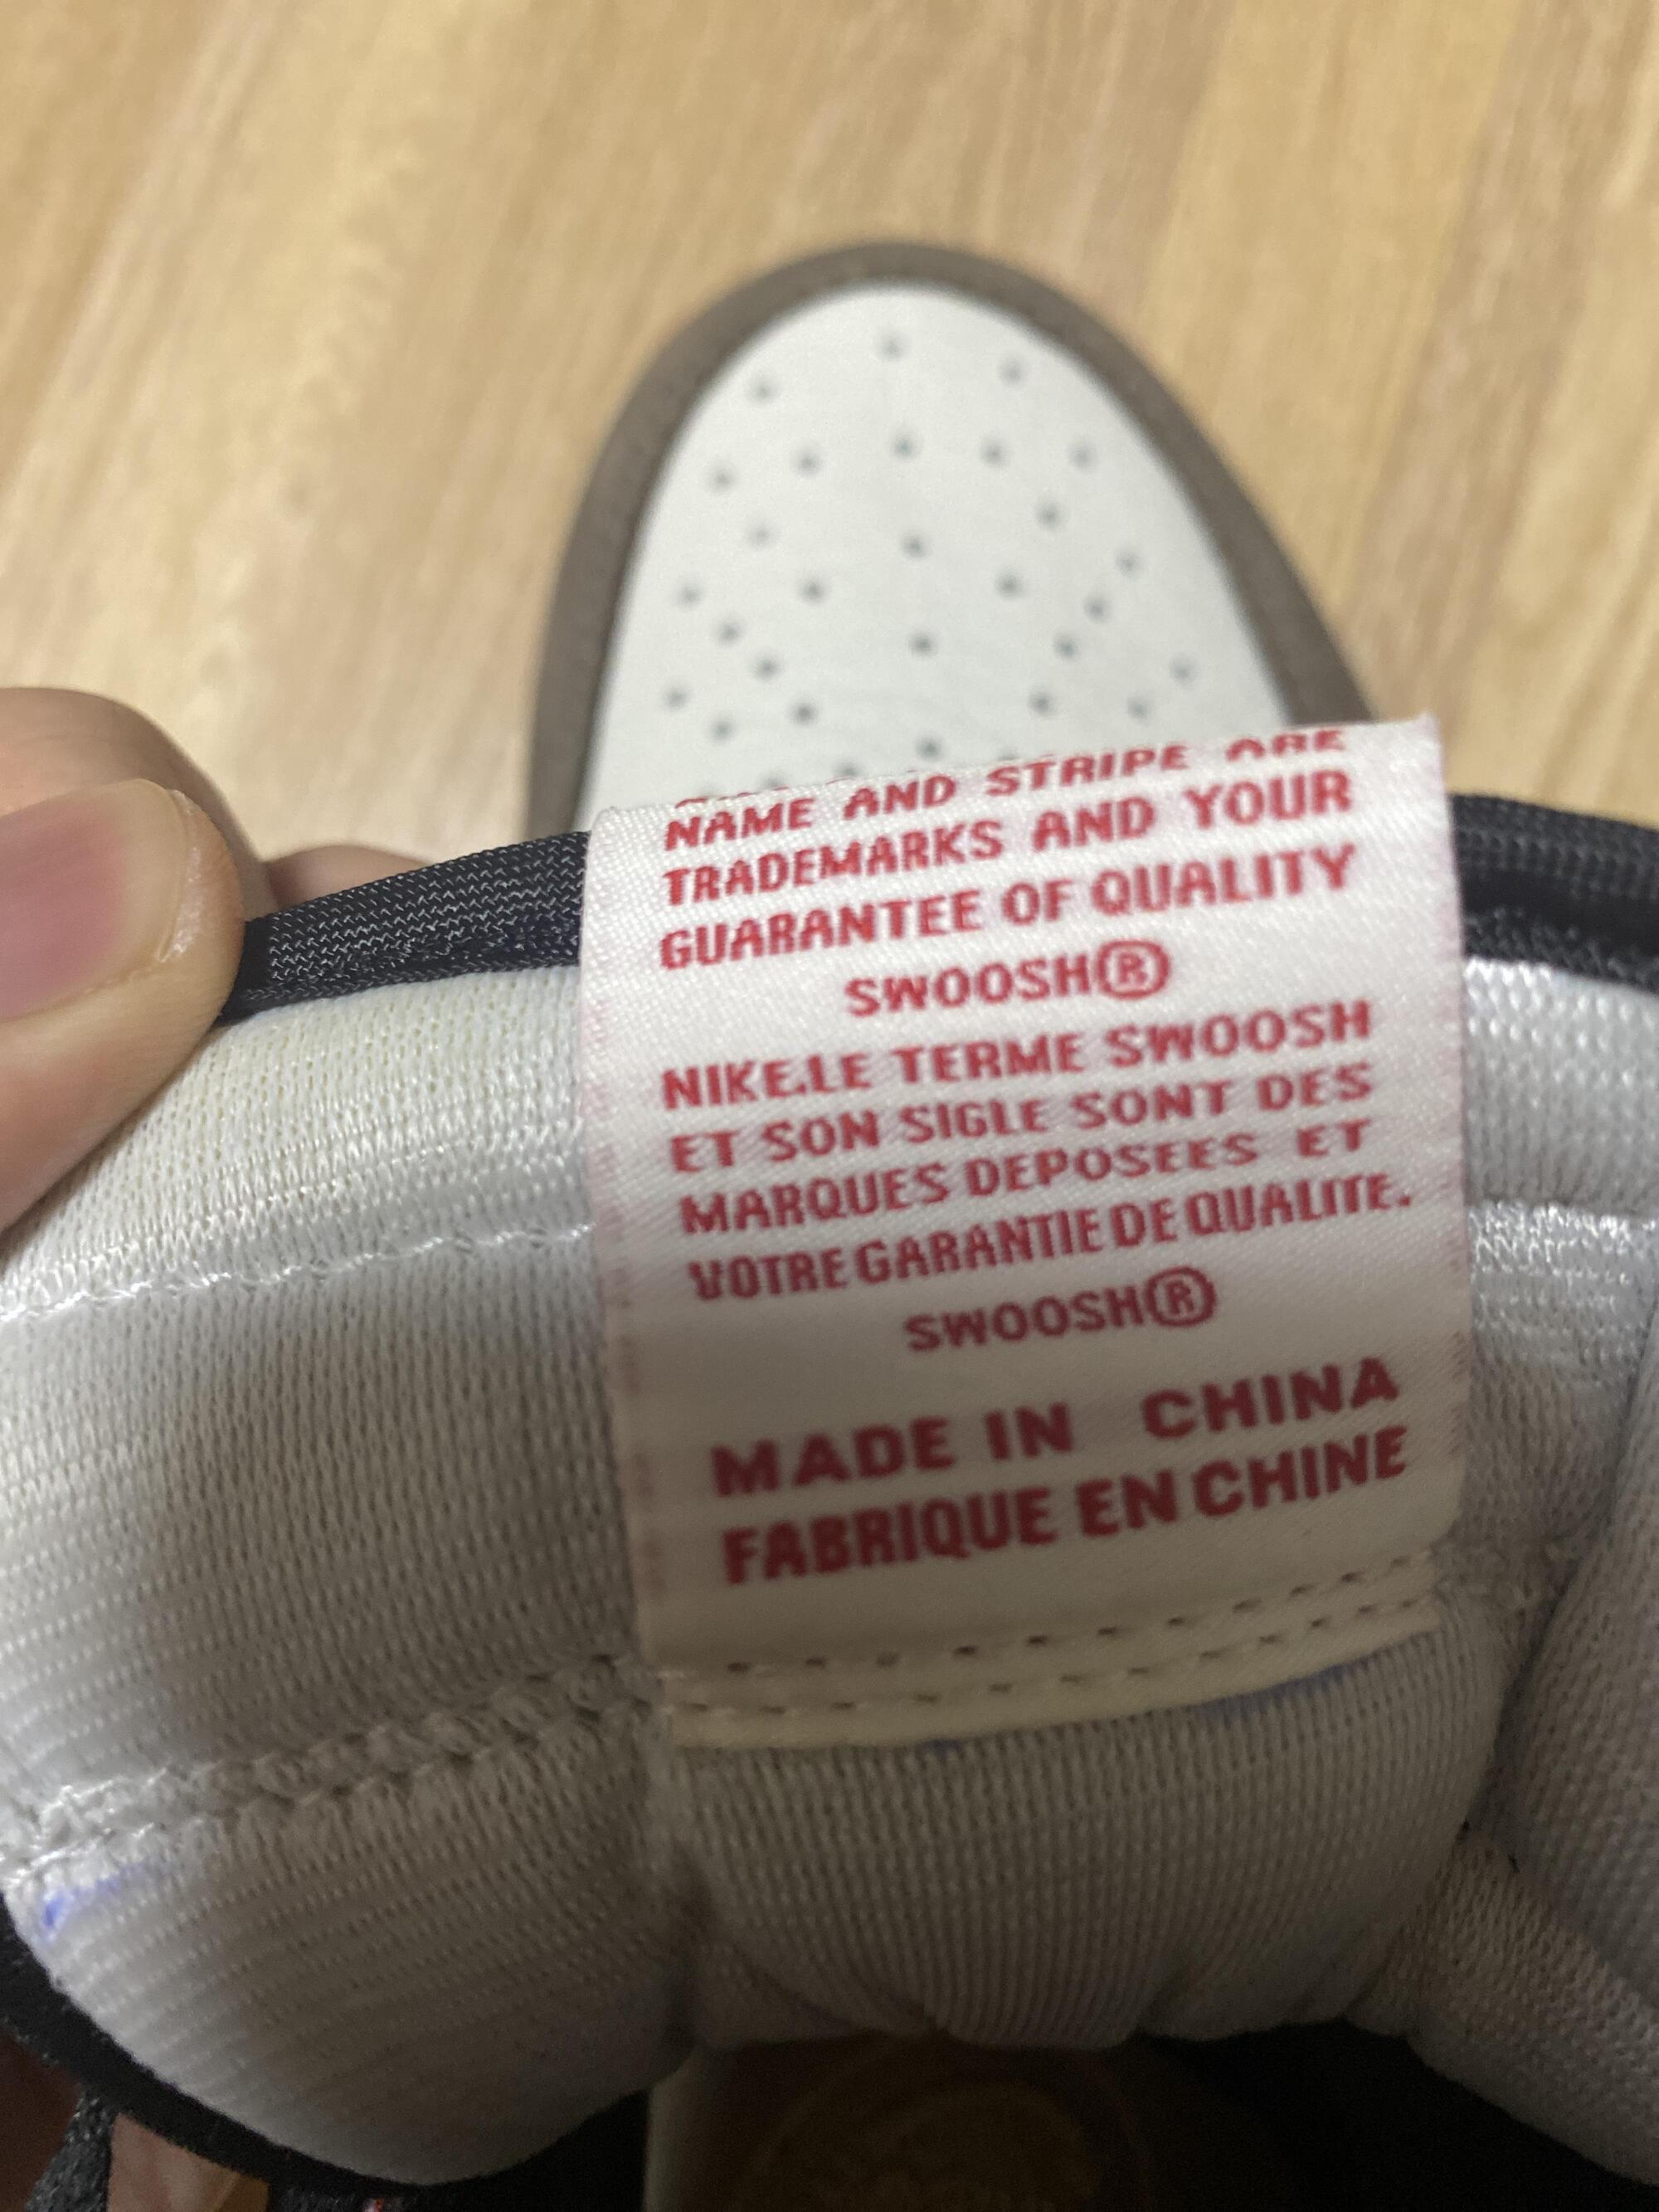 NAME AND STRIPE ARE
TRADEMARKS AND YOUR
GUARANTEE OF QUALITY
SWOOSH®
NIKE.LE TERME SWOOSH
ET SON SIGLE SONT DES
MARQUES DEPOSEES ET
VOTRE GARANTIE DE QUALITE.
SWOOSH®
MADE IN CHINA
FABRIQUE EN CHINE